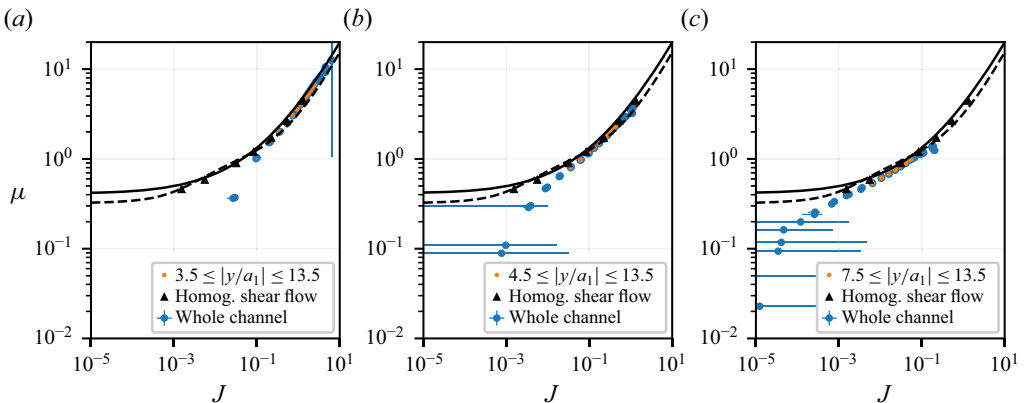 (a) (b) (c)
10^1 10^1 10^1
10^0 10^0 10^0
μ
10^−1 10^−1 10^−1
3.5 ≤ |y/a_1| ≤ 13.5 4.5 ≤ |y/a_1| ≤ 13.5 7.5 ≤ |y/a_1| ≤ 13.5
Homog. shear flow Homog. shear flow Homog. shear flow
Whole channel Whole channel Whole channel
10^−2 10^−2 10^−2
10^−5 10^−3 10^−1 10^1 10^−5 10^−3 10^−1 10^1 10^−5 10^−3 10^−1 10^1
J J J